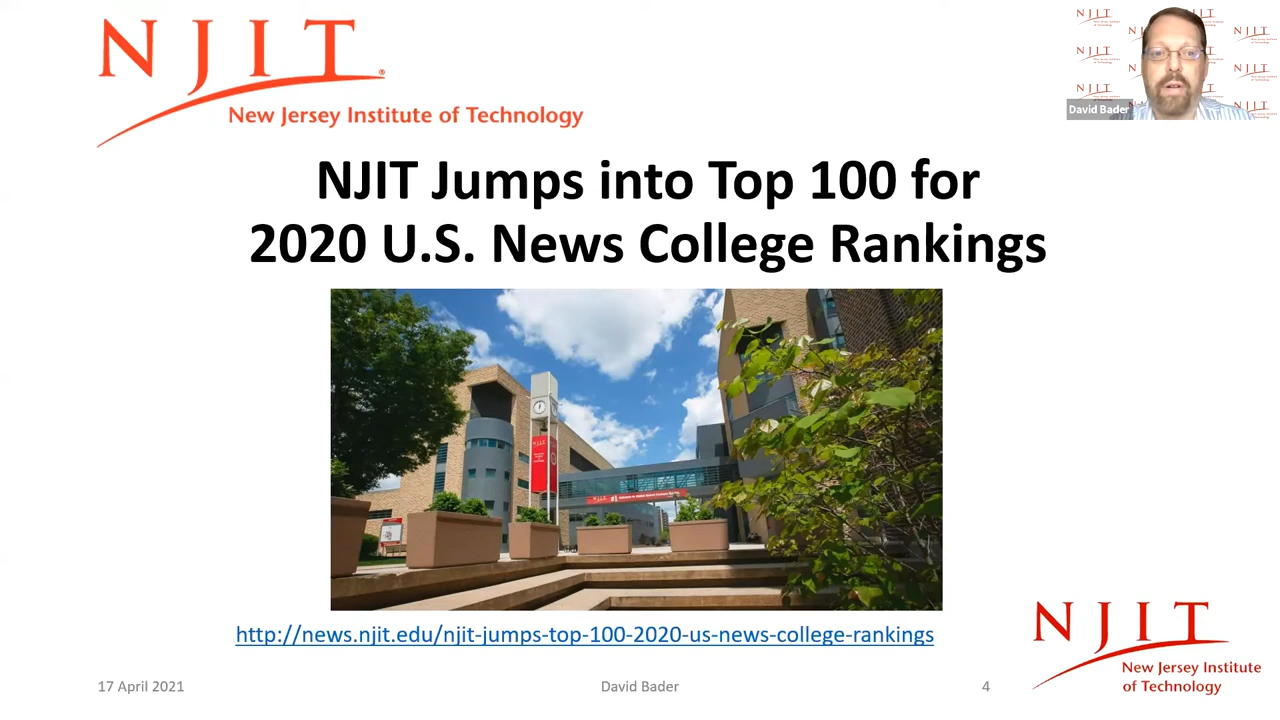 NJIT
New Jersey Institute of Technology
David Bader
NJIT Jumps into Top 100 for
2020 U.S. News College Rankings
NJIT
NJIT
http://news.njit.edu/njit-jumps-top-100-2020-us-news-college-rankings
17 April 2021
David Bader
4
NJIT
New Jersey Institute
of Technology